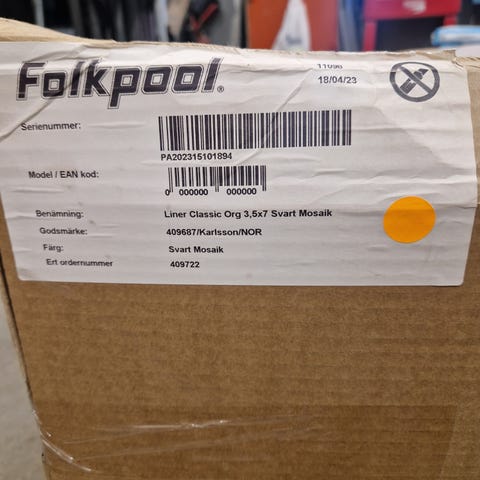 Folkpool®
11096
18/04/23
Serienummer:
PA202315101894
Model / EAN kod:
0 000000 000000
Benämning: Liner Classic Org 3,5x7 Svart Mosaik
Godsmärke: 409687/Karlsson/NOR
Färg: Svart Mosaik
Ert ordernummer 409722